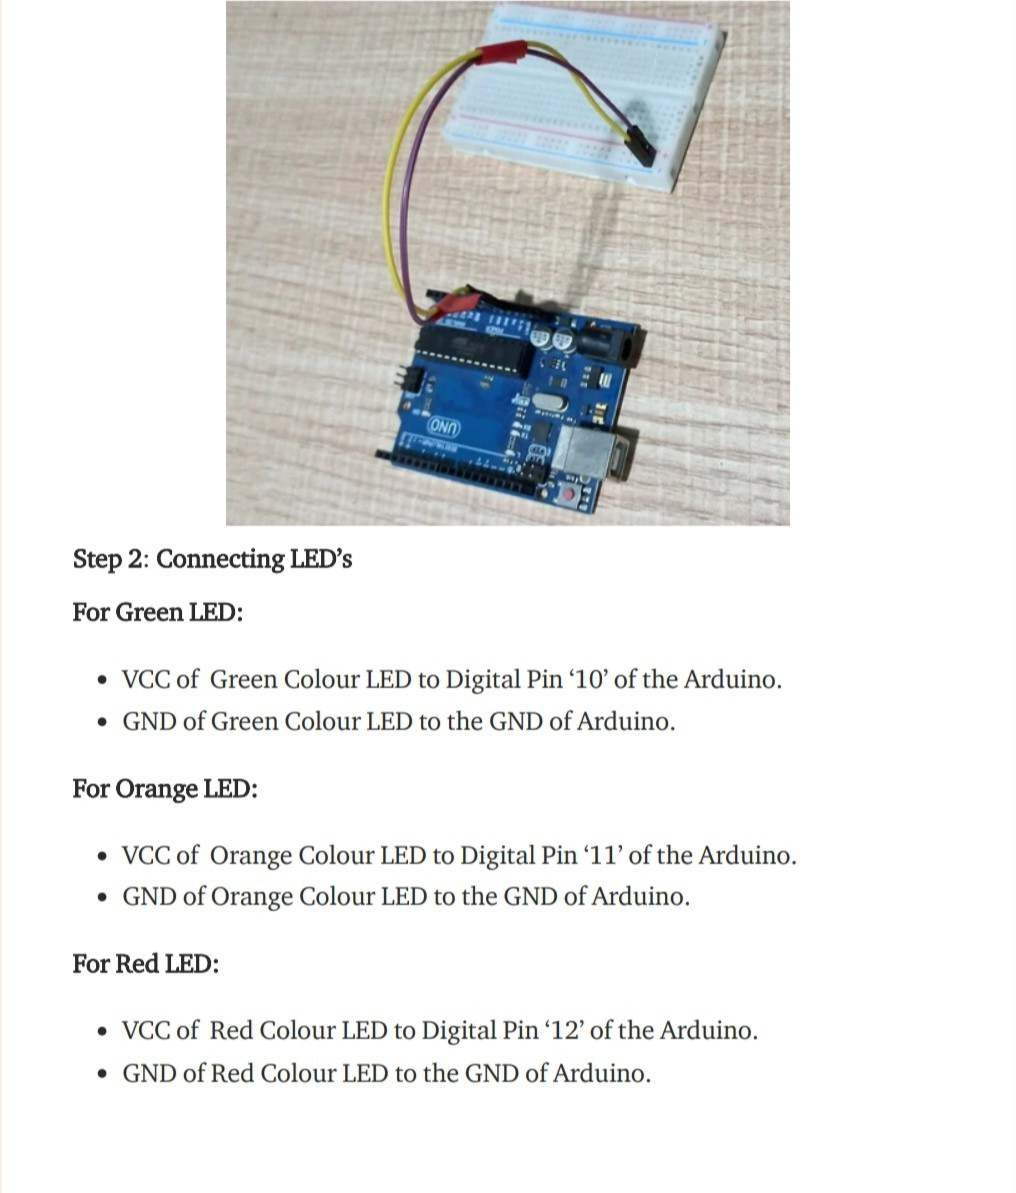 UNO
Step 2: Connecting LED’s
For Green LED:
• VCC of Green Colour LED to Digital Pin ‘10’ of the Arduino.
• GND of Green Colour LED to the GND of Arduino.
For Orange LED:
• VCC of Orange Colour LED to Digital Pin ‘11’ of the Arduino.
• GND of Orange Colour LED to the GND of Arduino.
For Red LED:
• VCC of Red Colour LED to Digital Pin ‘12’ of the Arduino.
• GND of Red Colour LED to the GND of Arduino.